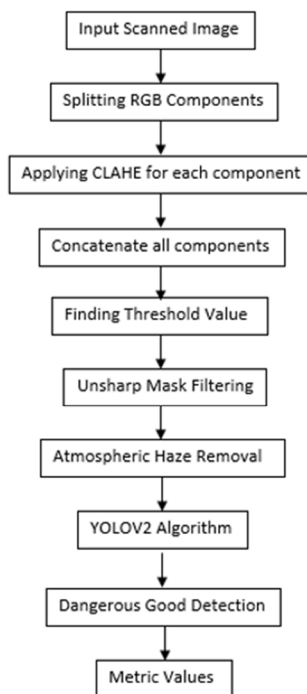 Input Scanned Image
Splitting RGB Components
Applying CLAHE for each component
Concatenate all components
Finding Threshold Value
Unsharp Mask Filtering
Atmospheric Haze Removal
YOLOV2 Algorithm
Dangerous Good Detection
Metric Values